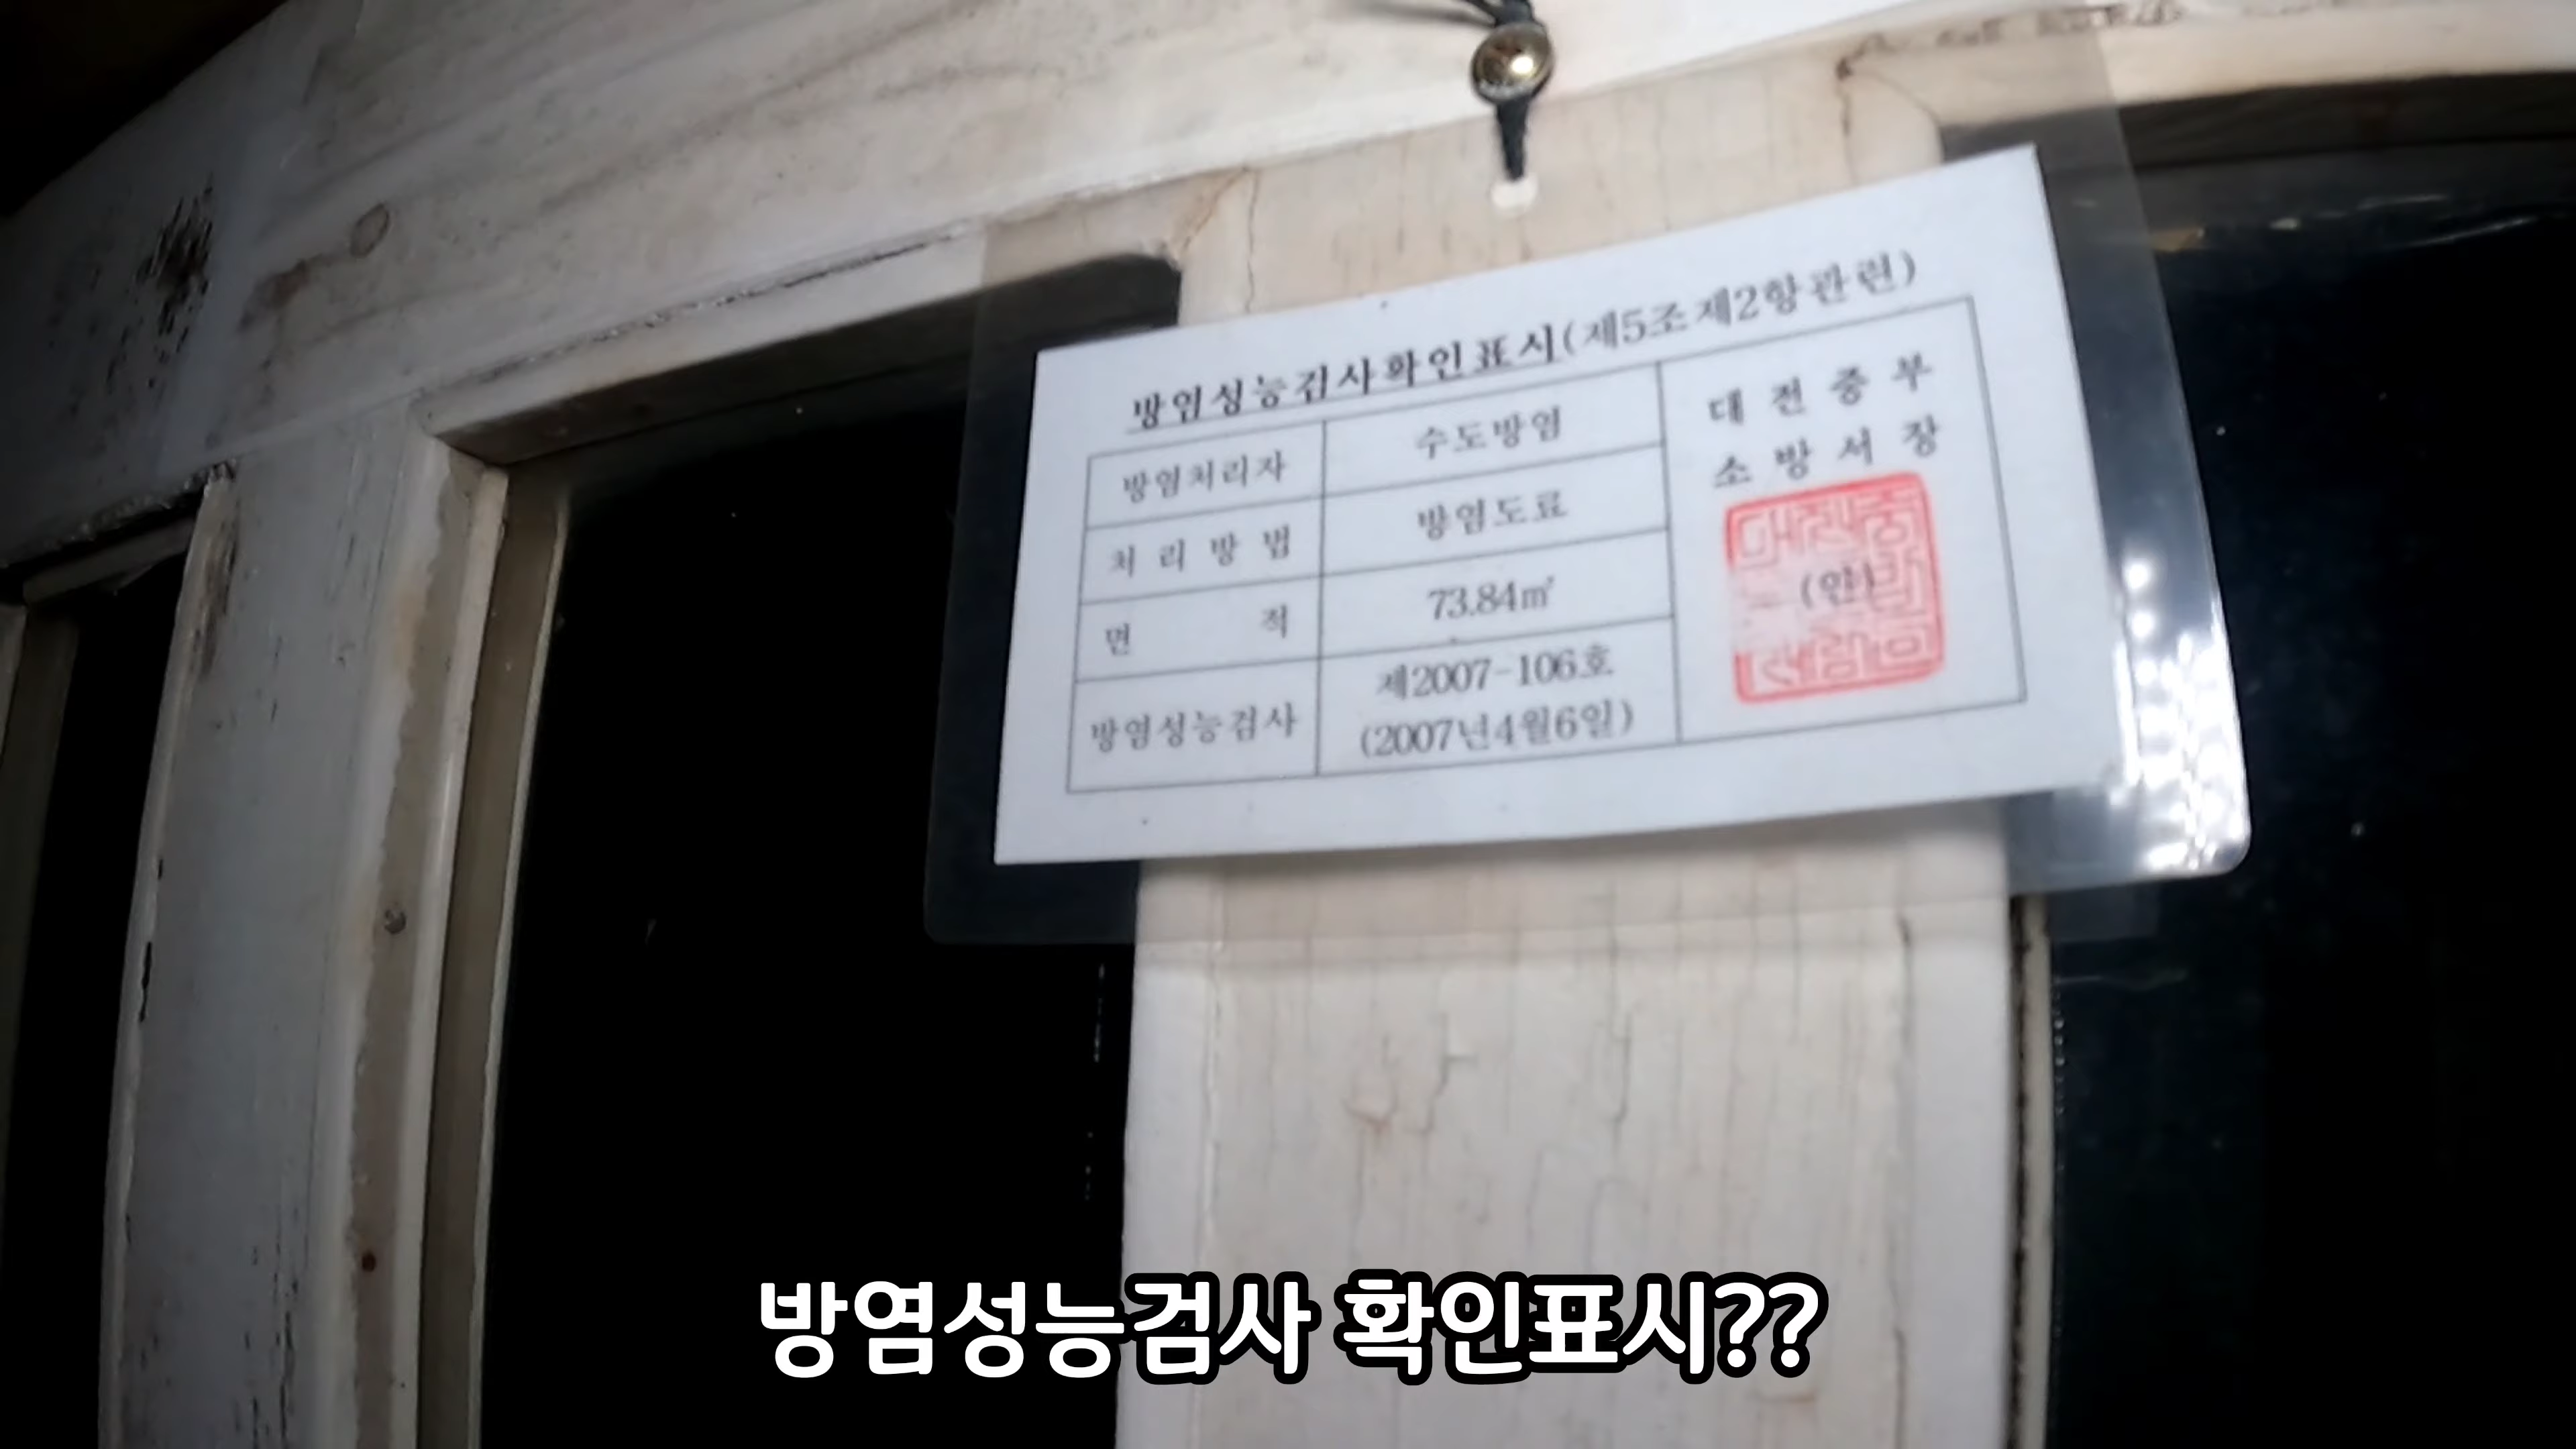 방염성능검사확인표시(제5조제2항관련)
방염처리자 수도방염
처리방법 방염도료
면 적 73.84㎡
방염성능검사 제2007-106호
(2007년4월6일)
대전중부
소방서장
(인)
방염성능검사 확인표시??